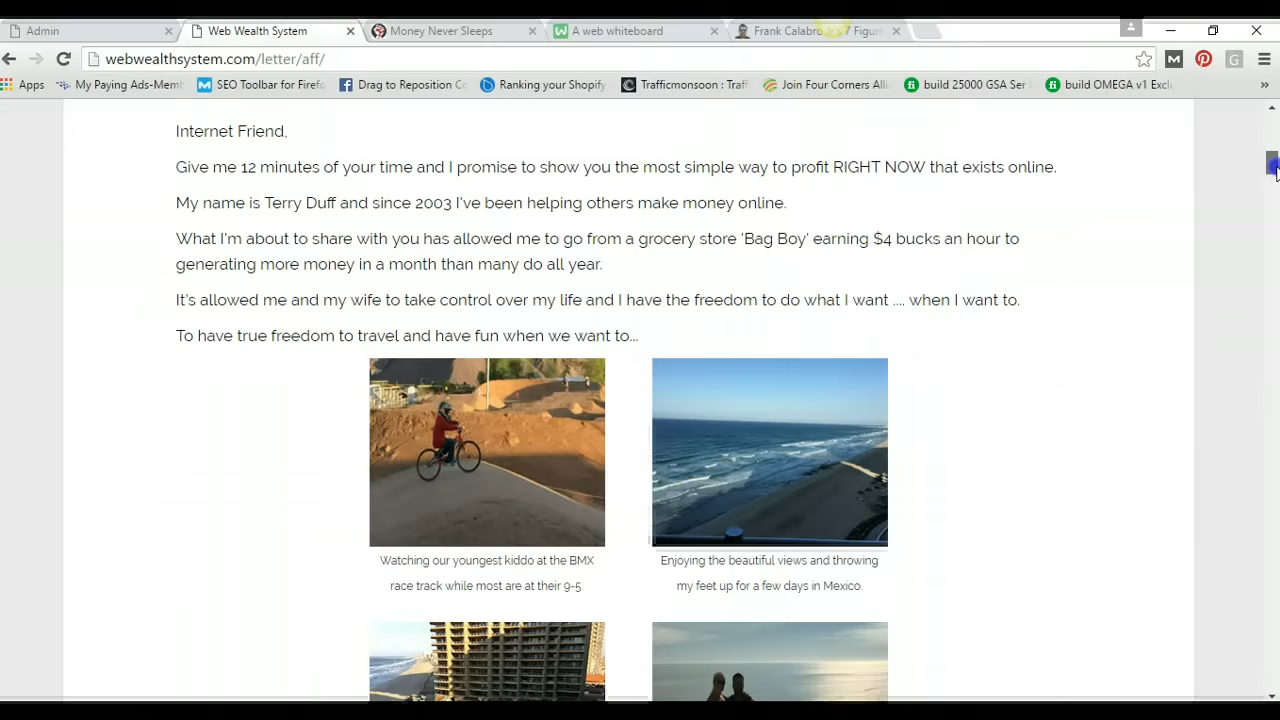 Admin
Web Wealth System
Money Never Sleeps
A web whiteboard
Frank Calabro Jr's 7 Figur
webwealthsystem.com/letter/aff/
Apps
My Paying Ads-Mem
SEO Toolbar for Firefo
Drag to Reposition Co
Ranking your Shopify
Trafficmonsoon : Traff
Join Four Corners Alli
build 25000 GSA Ser
build OMEGA v1 Excl
Internet Friend,
Give me 12 minutes of your time and I promise to show you the most simple way to profit RIGHT NOW that exists online.
My name is Terry Duff and since 2003 I've been helping others make money online.
What I'm about to share with you has allowed me to go from a grocery store 'Bag Boy' earning $4 bucks an hour to
generating more money in a month than many do all year.
It's allowed me and my wife to take control over my life and I have the freedom to do what I want .... when I want to.
To have true freedom to travel and have fun when we want to...
Watching our youngest kiddo at the BMX
race track while most are at their 9-5.
Enjoying the beautiful views and throwing
my feet up for a few days in Mexico